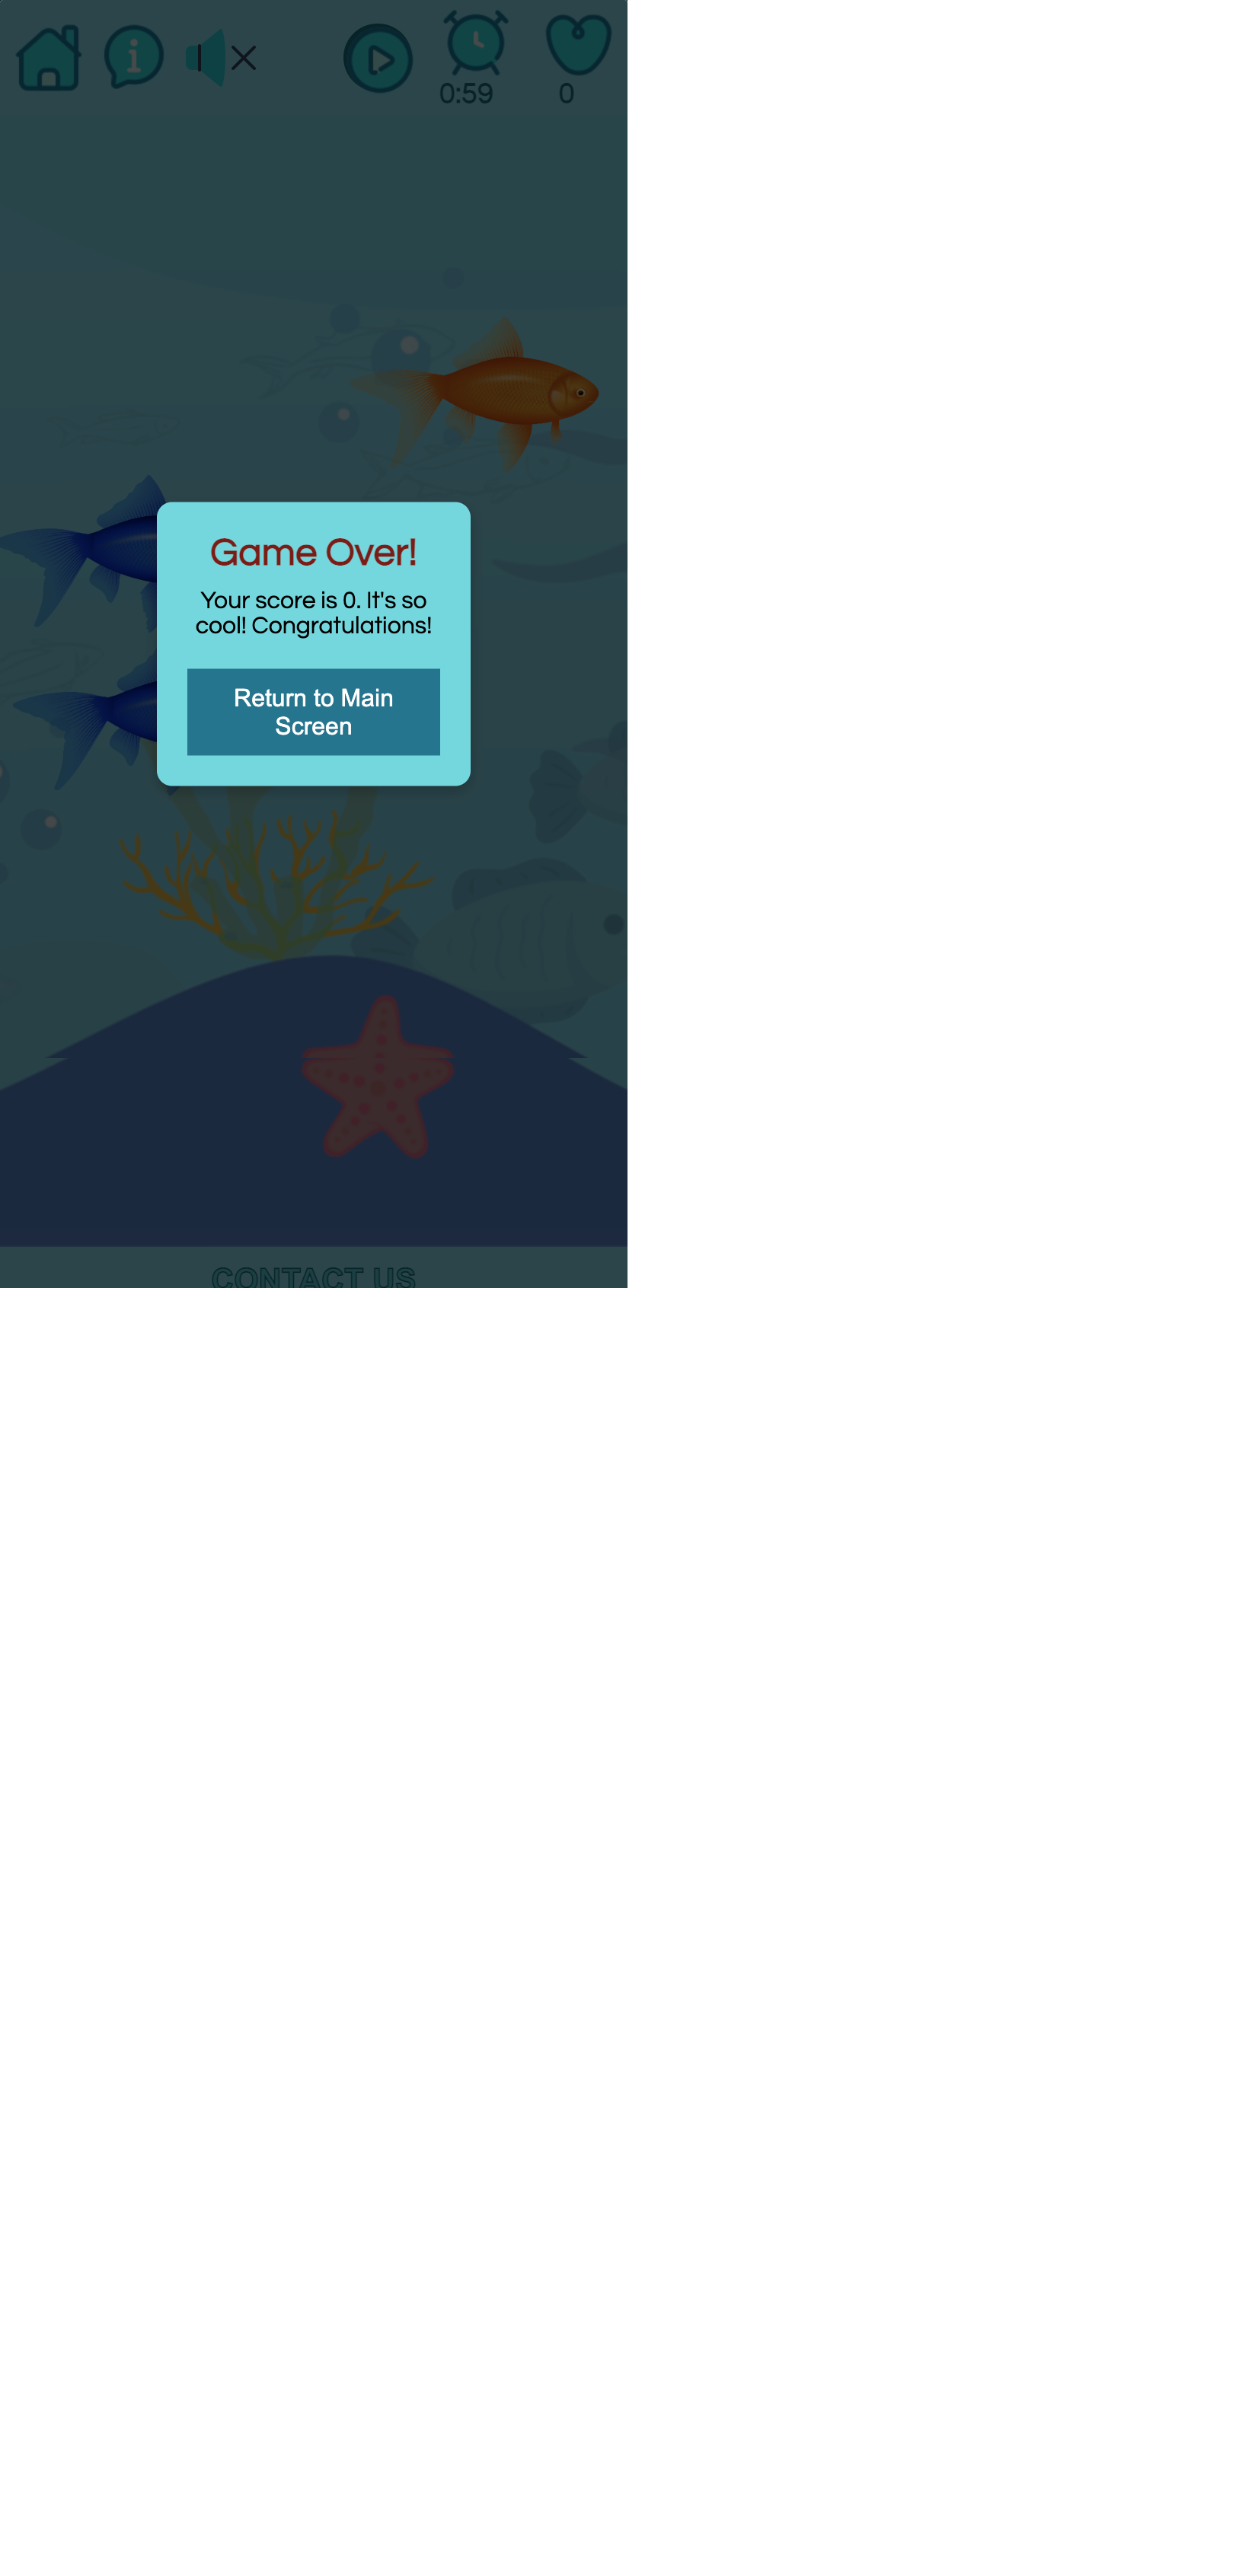 0:59
0
Game Over!
Your score is 0. It's so
cool! Congratulations!
Return to Main
Screen
CONTACT US